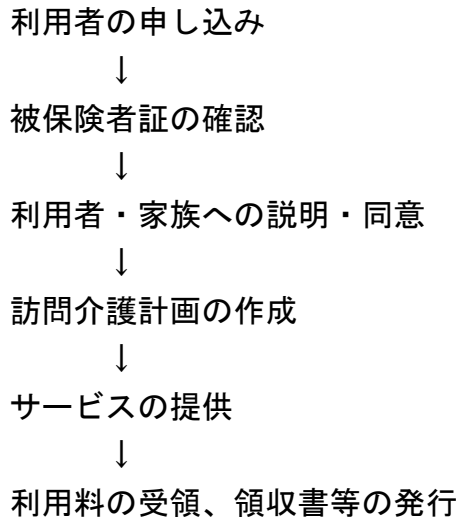 利用者の申し込み
↓
被保険者証の確認
↓
利用者・家族への説明・同意
↓
訪問介護計画の作成
↓
サービスの提供
↓
利用料の受領、領収書等の発行